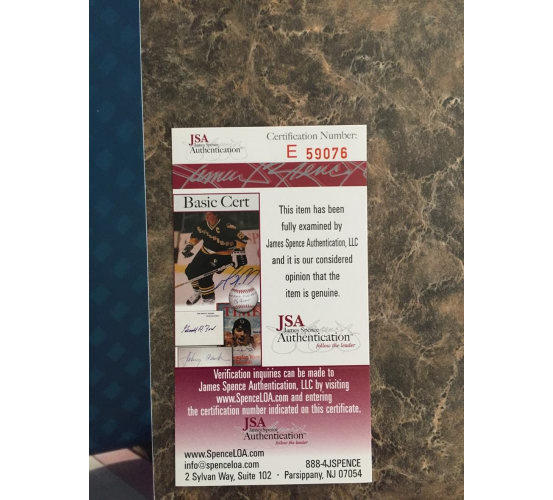 JSA
James Spence
Authentication
Certification Number:
E 59076
James Spence
Basic Cert
This item has been
fully examined by
James Spence Authentication, LLC
and it is our considered
opinion that the
item is genuine.
JSA
James Spence
Authentication
follow the leader
Verification inquiries can be made to
James Spence Authentication, LLC by visiting
www.SpenceLOA.com and entering
the certification number indicated on this certificate.
JSA
James Spence
Authentication
follow the leader
www.SpenceLOA.com
info@spenceloa.com
888-4JSPENCE
2 Sylvan Way, Suite 102 · Parsippany, NJ 07054